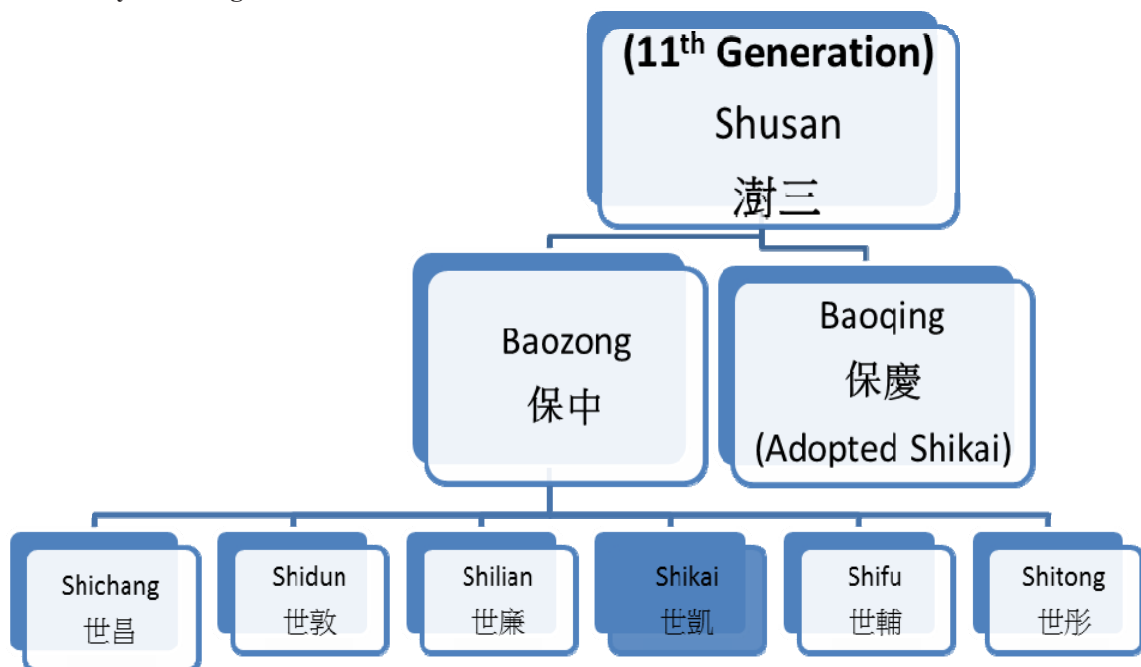 (11th Generation)
Shusan
澍三
Baozong
保中
Baoqing
保慶
(Adopted Shikai)
Shichang
世昌
Shidun
世敦
Shilian
世廉
Shikai
世凱
Shifu
世輔
Shitong
世彤